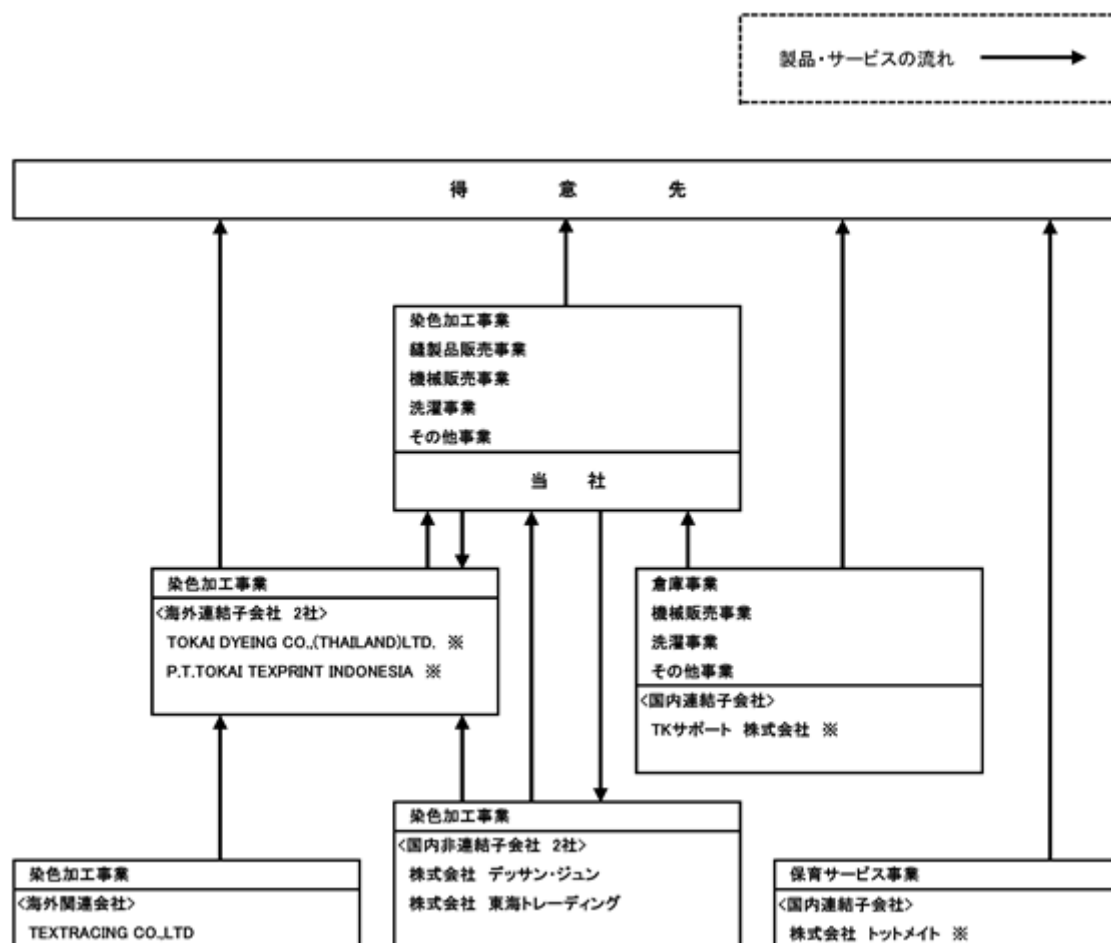 製品・サービスの流れ
得 意 先
染色加工事業
縫製品販売事業
機械販売事業
洗濯事業
その他事業
当 社
染色加工事業
<海外連結子会社 2社>
TOKAI DYEING CO.,(THAILAND)LTD. ※
P.T.TOKAI TEXPRINT INDONESIA ※
倉庫事業
機械販売事業
洗濯事業
その他事業
<国内連結子会社>
TKサポート 株式会社 ※
染色加工事業
<国内非連結子会社 2社>
株式会社 デッサン・ジュン
株式会社 東海トレーディング
染色加工事業
<海外関連会社>
TEXTRACING CO.,LTD
保育サービス事業
<国内連結子会社>
株式会社 トットメイト ※